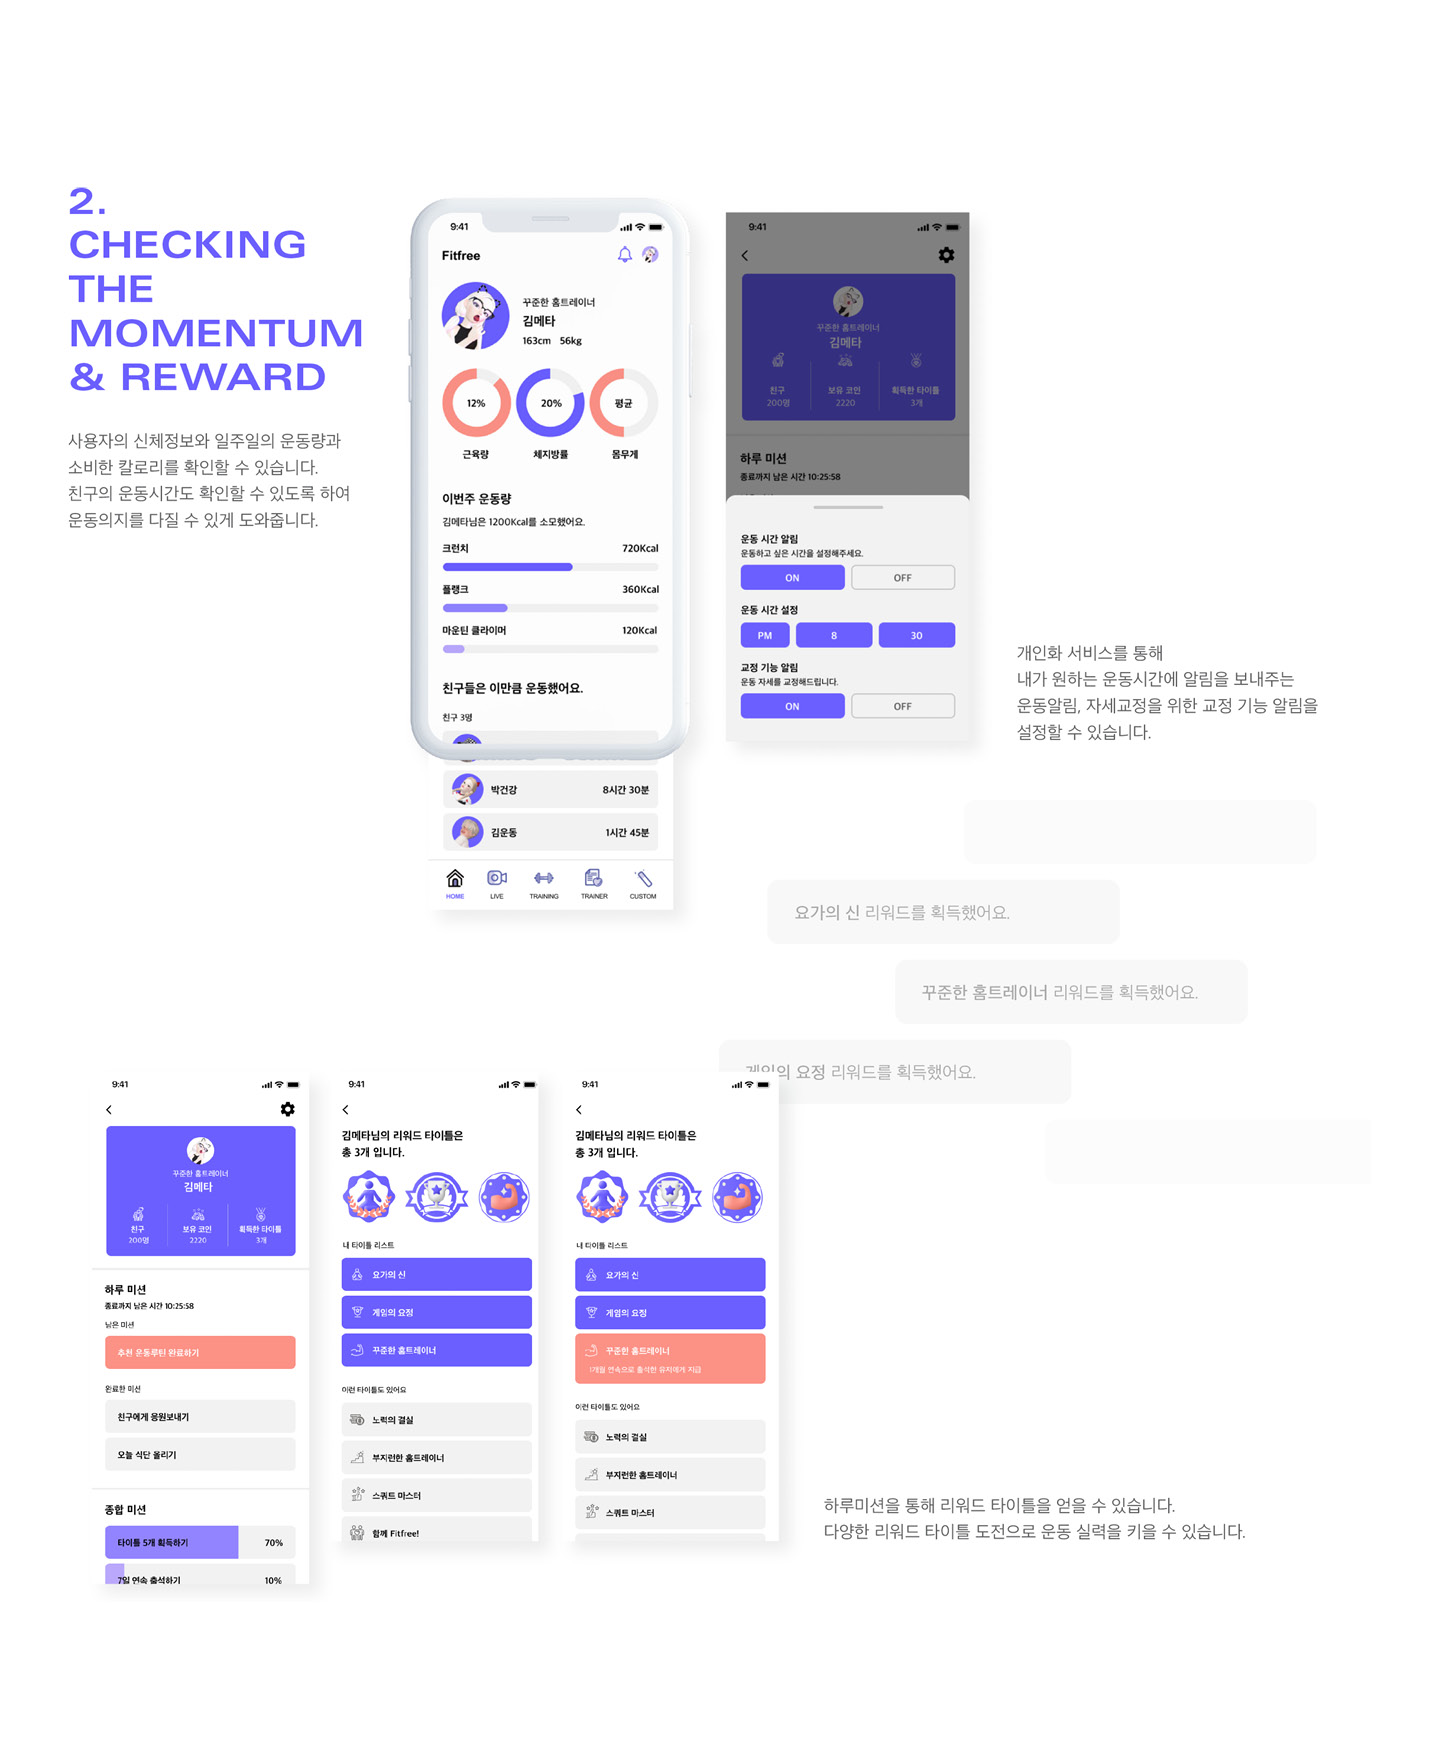 2.
CHECKING
THE
MOMENTUM
& REWARD
사용자의 신체정보와 일주일의 운동량과
소비한 칼로리를 확인할 수 있습니다.
친구의 운동시간도 확인할 수 있도록 하여
운동의지를 다질 수 있게 도와줍니다.
9:41
Fitfree
꾸준한 홈트레이너
김메타
163cm 56kg
12%
20%
평균
근육량
체지방률
몸무게
이번주 운동량
김메타님은 1200Kcal를 소모했어요.
크런치 720Kcal
플랭크 360Kcal
마운틴 클라이머 120Kcal
친구들은 이만큼 운동했어요.
친구 3명
박건강 8시간 30분
김운동 1시간 45분
HOME LIVE TRAINING TRAINER CUSTOM
9:41
꾸준한 홈트레이너
김메타
친구 보유 코인 획득한 타이틀
200명 2220 3개
하루 미션
종료까지 남은 시간 10:25:58
운동 시간 알림
운동하고 싶은 시간을 설정해주세요.
ON OFF
운동 시간 설정
PM 8 30
교정 기능 알림
운동 자세를 교정해드립니다.
ON OFF
개인화 서비스를 통해
내가 원하는 운동시간에 알림을 보내주는
운동알림, 자세교정을 위한 교정 기능 알림을
설정할 수 있습니다.
요가의 신 리워드를 획득했어요.
꾸준한 홈트레이너 리워드를 획득했어요.
게임의 요정 리워드를 획득했어요.
9:41
꾸준한 홈트레이너
김메타
친구 보유 코인 획득한 타이틀
200명 2220 3개
하루 미션
종료까지 남은 시간 10:25:58
남은 미션
추천 운동루틴 완료하기
완료한 미션
친구에게 응원보내기
오늘 식단 올리기
종합 미션
타이틀 5개 획득하기 70%
7일 연속 출석하기 10%
9:41
김메타님의 리워드 타이틀은
총 3개 입니다.
내 타이틀 리스트
요가의 신
게임의 요정
꾸준한 홈트레이너
이런 타이틀도 있어요
노력의 결실
부지런한 홈트레이너
스쿼트 마스터
함께 Fitfree!
9:41
김메타님의 리워드 타이틀은
총 3개 입니다.
내 타이틀 리스트
요가의 신
게임의 요정
꾸준한 홈트레이너
1개월 연속으로 출석한 유저에게 지급
이런 타이틀도 있어요
노력의 결실
부지런한 홈트레이너
스쿼트 마스터
하루미션을 통해 리워드 타이틀을 얻을 수 있습니다.
다양한 리워드 타이틀 도전으로 운동 실력을 키울 수 있습니다.